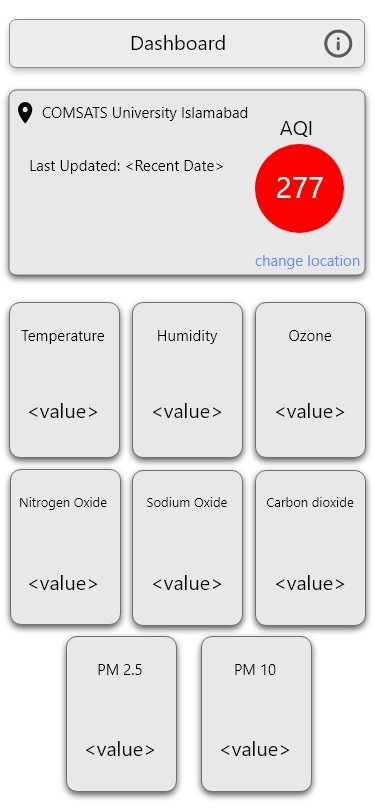 Dashboard
COMSATS University Islamabad
AQI
Last Updated: <Recent Date>
277
change location
Temperature
Humidity
Ozone
<value>
<value>
<value>
Nitrogen Oxide
Sodium Oxide
Carbon dioxide
<value>
<value>
<value>
PM 2.5
PM 10
<value>
<value>